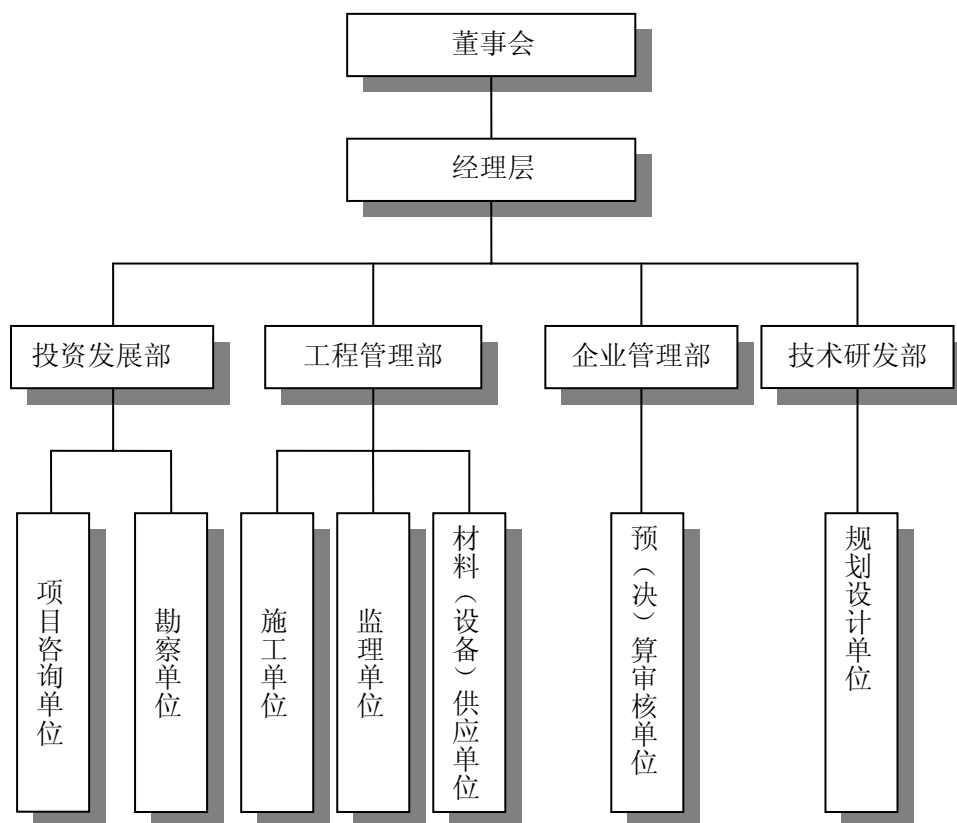 董事会
经理层
投资发展部
工程管理部
企业管理部
技术研发部
项目咨询单位
勘察单位
施工单位
监理单位
材料（设备）供应单位
预（决）算审核单位
规划设计单位